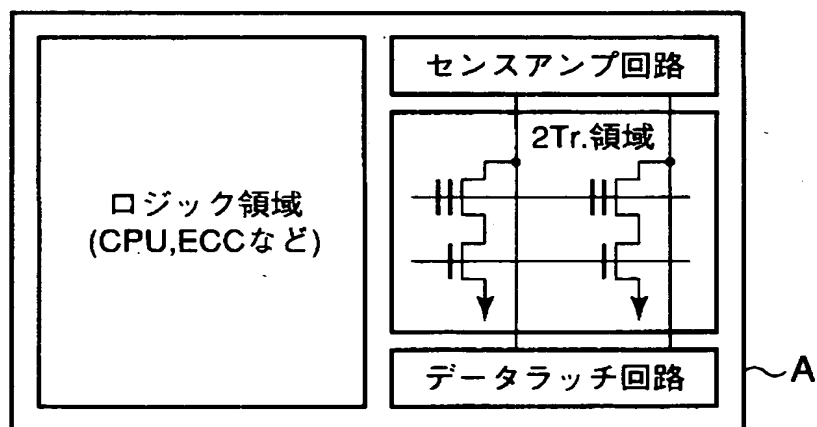 ロジック領域
(CPU,ECCなど)
センスアンプ回路
2Tr.領域
データラッチ回路
A